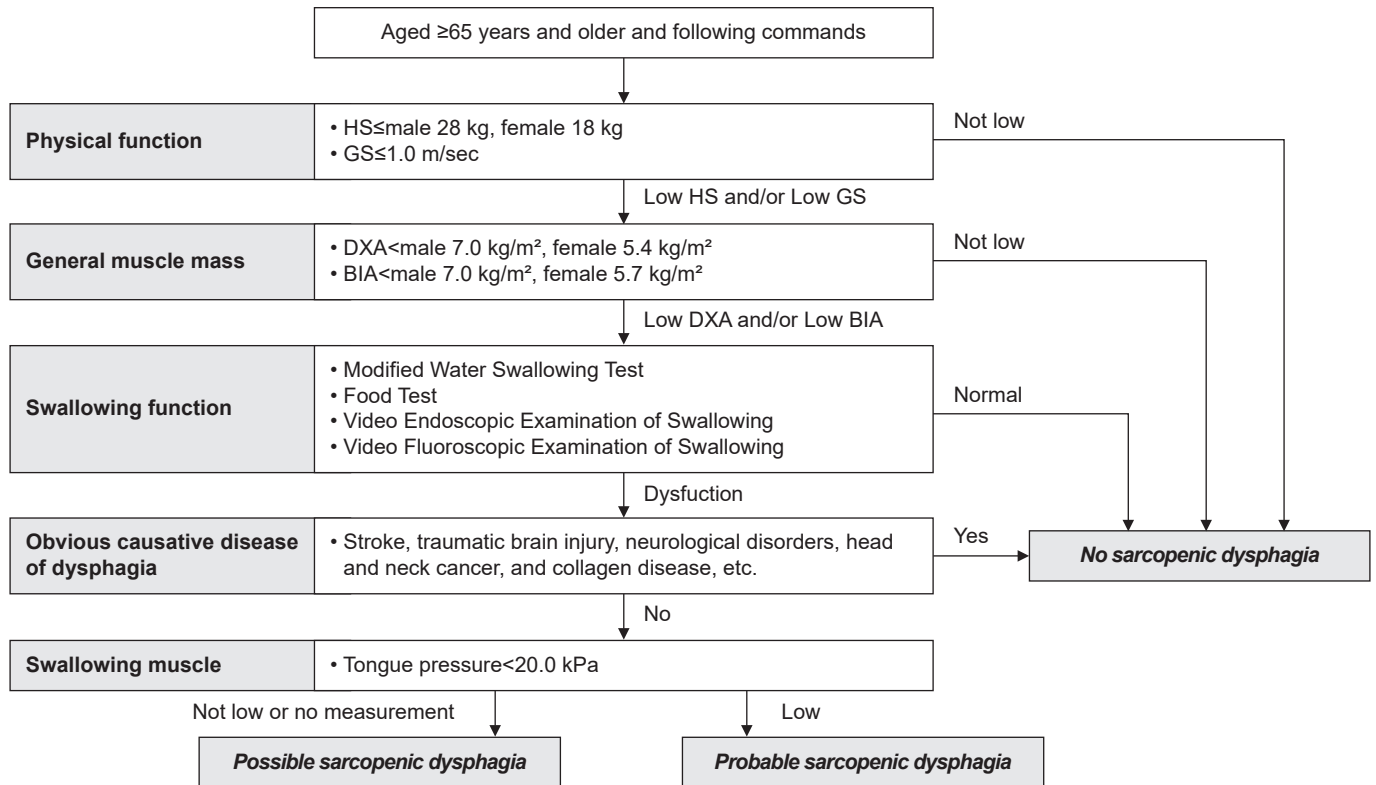 Aged ≥65 years and older and following commands
Physical function
• HS≤male 28 kg, female 18 kg
• GS≤1.0 m/sec
Not low
Low HS and/or Low GS
General muscle mass
• DXA<male 7.0 kg/m², female 5.4 kg/m²
• BIA<male 7.0 kg/m², female 5.7 kg/m²
Not low
Low DXA and/or Low BIA
Swallowing function
• Modified Water Swallowing Test
• Food Test
• Video Endoscopic Examination of Swallowing
• Video Fluoroscopic Examination of Swallowing
Normal
Dysfuction
Obvious causative disease
of dysphagia
• Stroke, traumatic brain injury, neurological disorders, head
and neck cancer, and collagen disease, etc.
Yes
No sarcopenic dysphagia
No
Swallowing muscle
• Tongue pressure<20.0 kPa
Not low or no measurement
Low
Possible sarcopenic dysphagia
Probable sarcopenic dysphagia